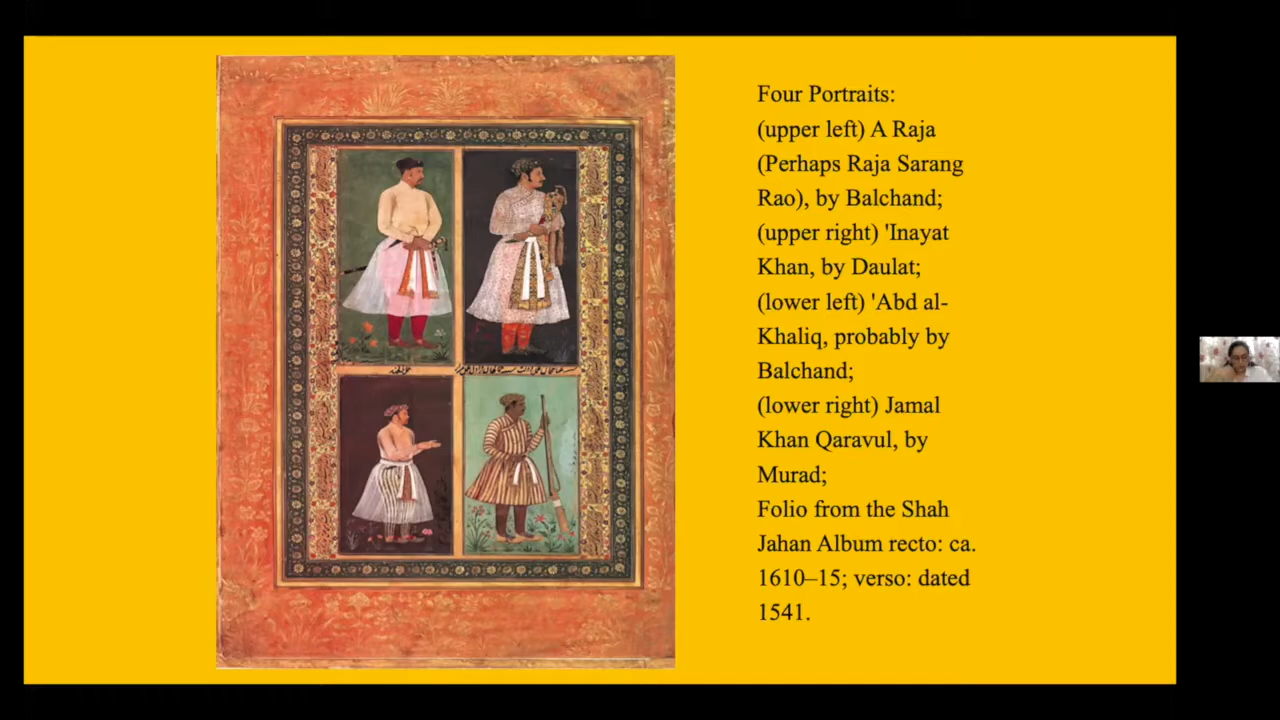 Four Portraits:
(upper left) A Raja
(Perhaps Raja Sarang
Rao), by Balchand;
(upper right) 'Inayat
Khan, by Daulat;
(lower left) 'Abd al-
Khaliq, probably by
Balchand;
(lower right) Jamal
Khan Qaravul, by
Murad;
Folio from the Shah
Jahan Album recto: ca.
1610–15; verso: dated
1541.